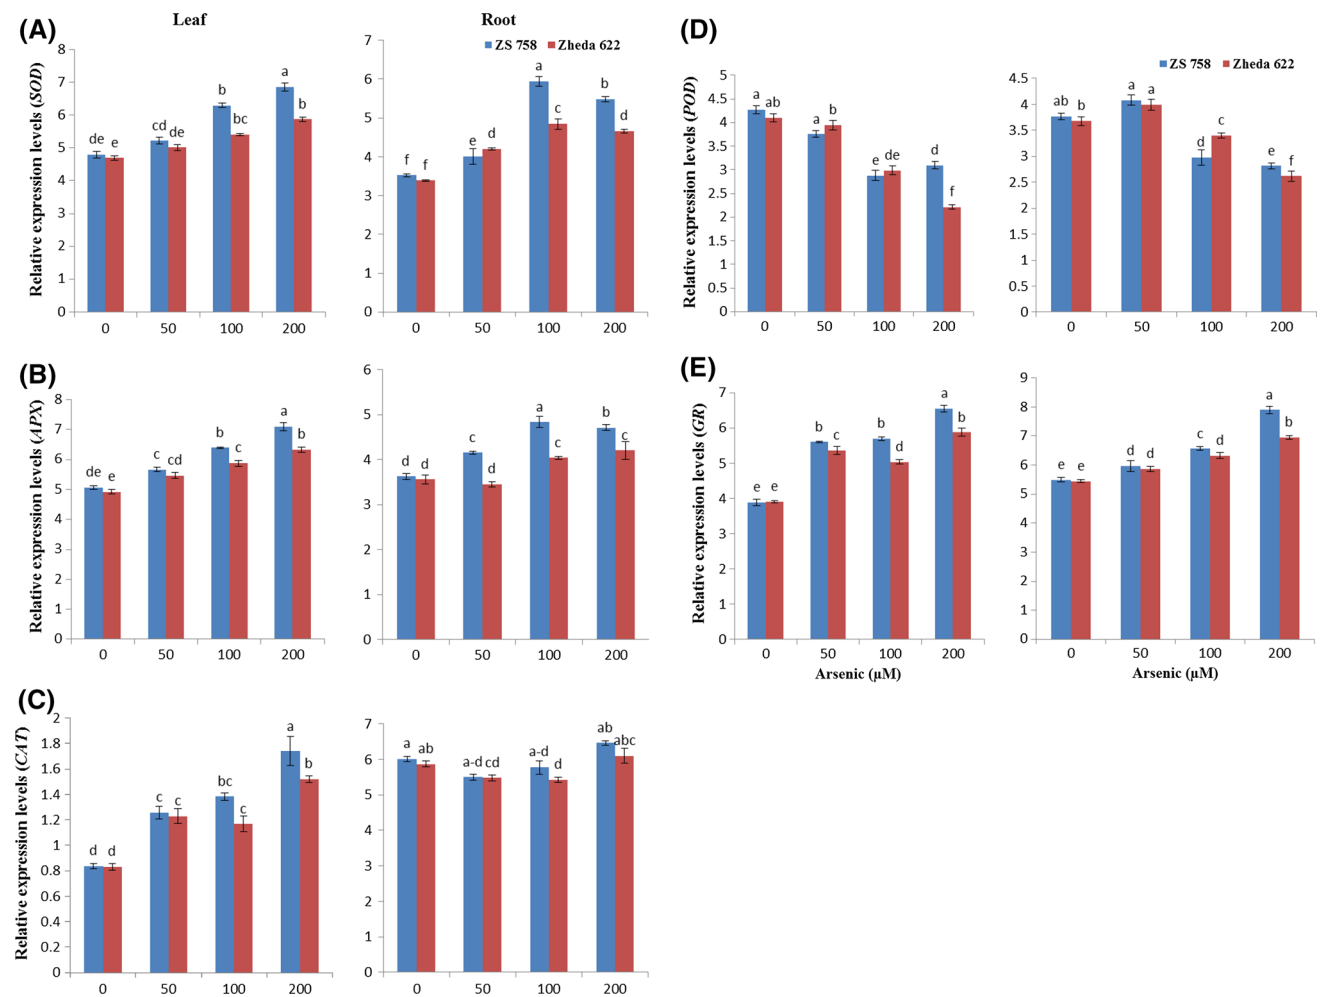 (A)
Leaf
Root
ZS 758 Zheda 622
Relative expression levels (SOD)
8
7
6
5
4
3
2
1
0
de e cd de b bc a b
0 50 100 200
7
6
5
4
3
2
1
0
f f e d a c b d
0 50 100 200
(B)
Relative expression levels (APX)
8
7
6
5
4
3
2
1
0
de e c cd b c a b
0 50 100 200
6
5
4
3
2
1
0
d d c d a c b c
0 50 100 200
(C)
Relative expression levels (CAT)
2
1.8
1.6
1.4
1.2
1
0.8
0.6
0.4
0.2
0
d d c c bc c a b
0 50 100 200
7
6
5
4
3
2
1
0
a ab a-d cd a-d d ab abc
0 50 100 200
(D)
ZS 758 Zheda 622
Relative expression levels (POD)
5
4.5
4
3.5
3
2.5
2
1.5
1
0.5
0
a ab a b e de d f
0 50 100 200
4.5
4
3.5
3
2.5
2
1.5
1
0.5
0
ab b a a d c e f
0 50 100 200
(E)
Relative expression levels (GR)
7
6
5
4
3
2
1
0
e e b c b d a b
0 50 100 200
Arsenic (µM)
9
8
7
6
5
4
3
2
1
0
e e d d c d a b
0 50 100 200
Arsenic (µM)